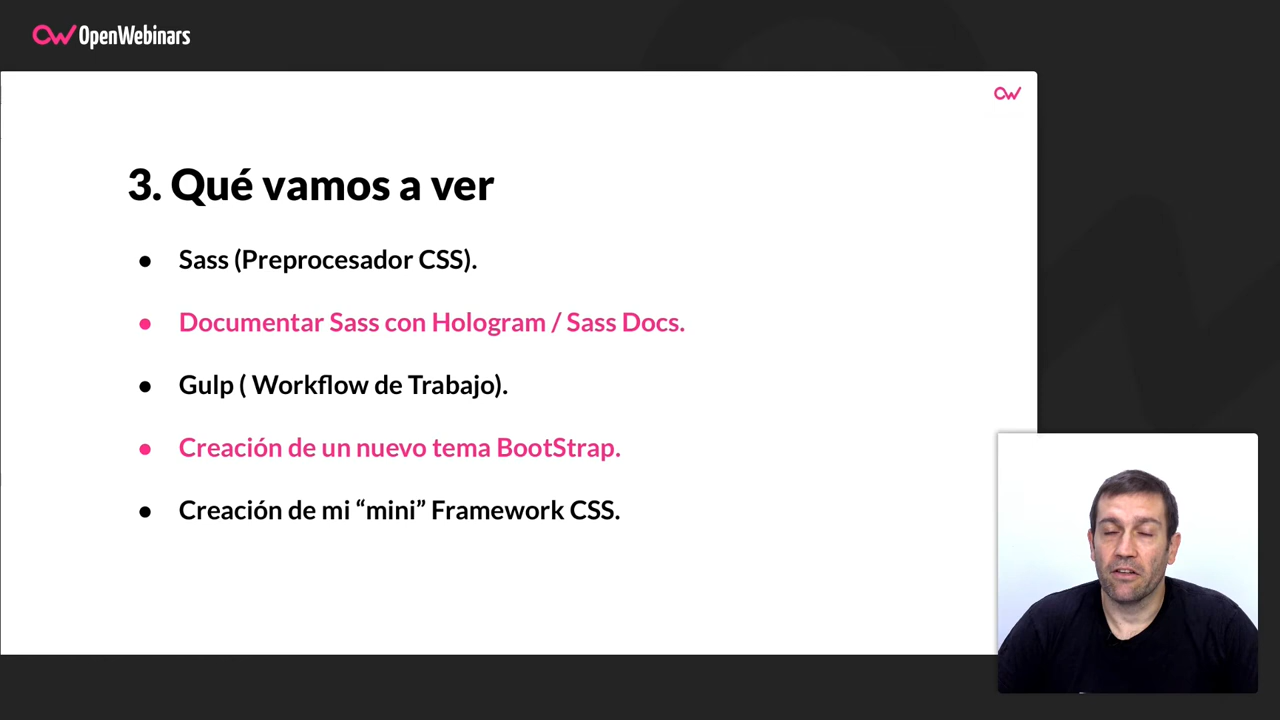 OpenWebinars
3. Qué vamos a ver
● Sass (Preprocesador CSS).
● Documentar Sass con Hologram / Sass Docs.
● Gulp ( Workflow de Trabajo).
● Creación de un nuevo tema BootStrap.
● Creación de mi “mini” Framework CSS.